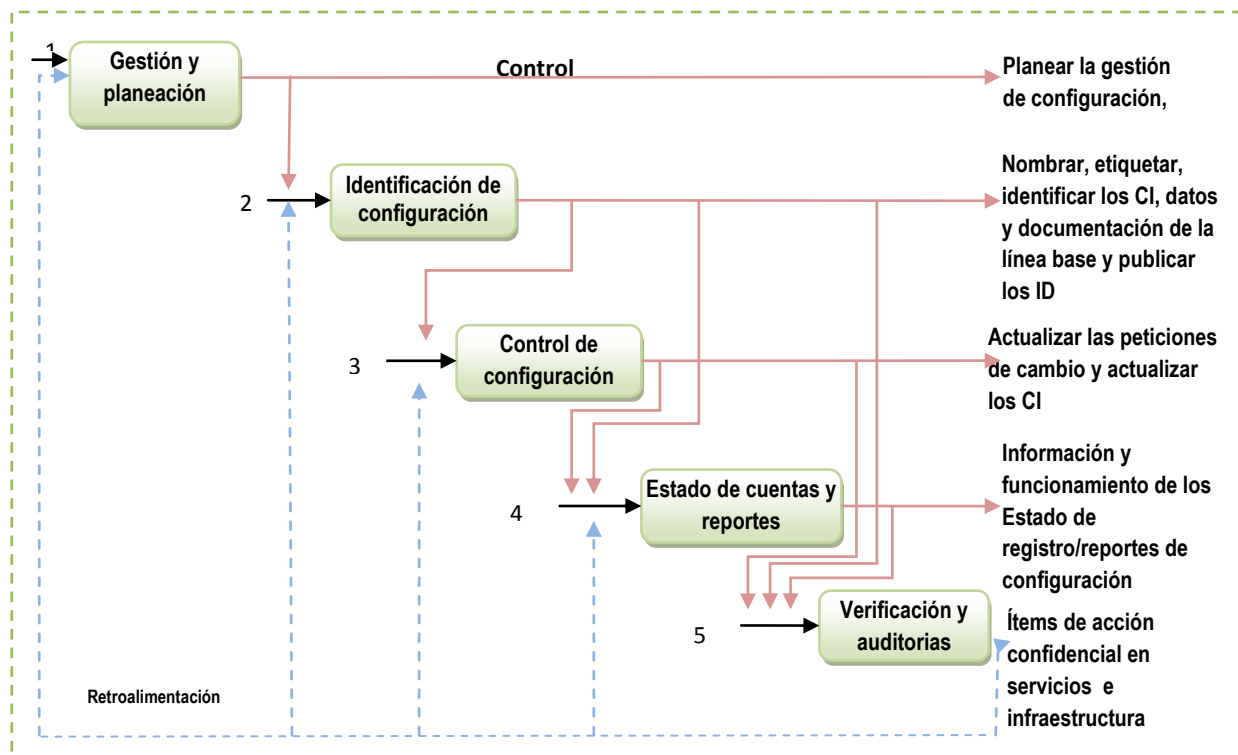 1
Gestión y
planeación
Control
Planear la gestión
de configuración,
2
Identificación de
configuración
Nombrar, etiquetar,
identificar los CI, datos
y documentación de la
línea base y publicar
los ID
3
Control de
configuración
Actualizar las peticiones
de cambio y actualizar
los CI
4
Estado de cuentas y
reportes
Información y
funcionamiento de los
Estado de
registro/reportes de
configuración
5
Verificación y
auditorias
Ítems de acción
confidencial en
servicios e
infraestructura
Retroalimentación